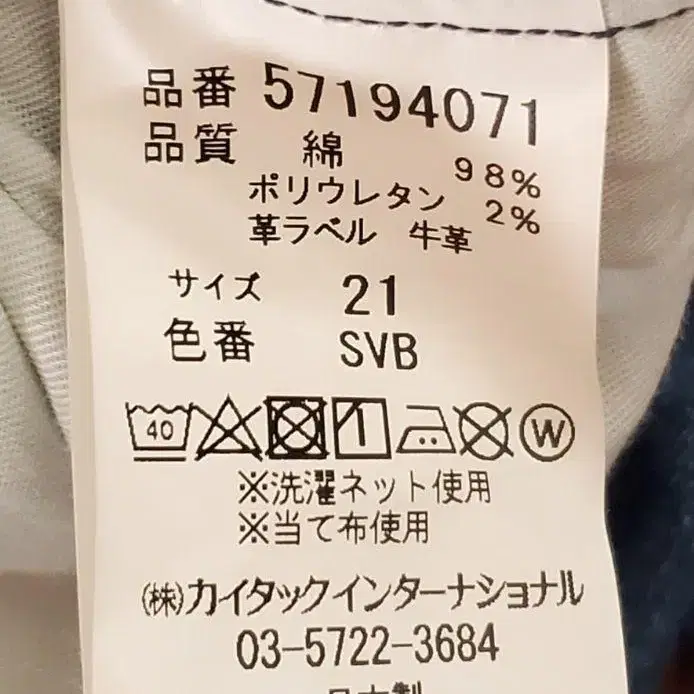 品番 57194071
品質 綿 98%
ポリウレタン 2%
革ラベル 牛革
サイズ 21
色番 SVB
40 W
※洗濯ネット使用
※当て布使用
(株)カイタックインターナショナル
03-5722-3684